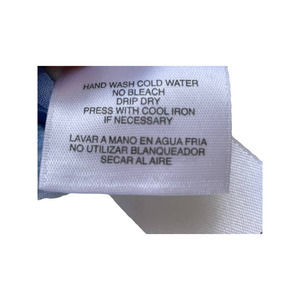 HAND WASH COLD WATER
NO BLEACH
DRIP DRY
PRESS WITH COOL IRON
IF NECESSARY
LAVAR A MANO EN AGUA FRIA
NO UTILIZAR BLANQUEADOR
SECAR AL AIRE